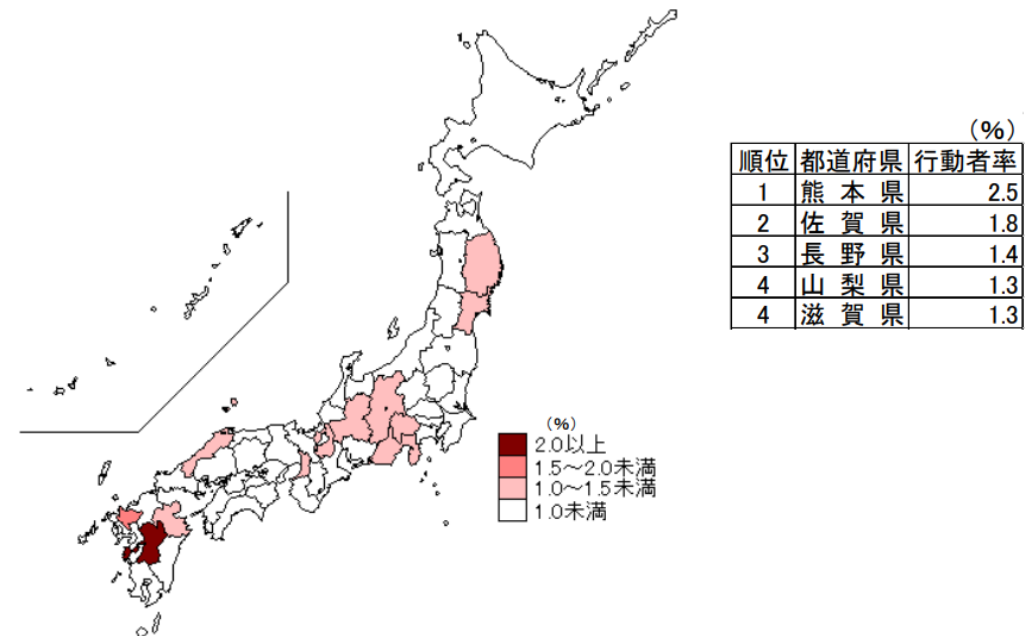 (%)
順位 都道府県 行動者率
1 熊本県 2.5
2 佐賀県 1.8
3 長野県 1.4
4 山梨県 1.3
4 滋賀県 1.3
(%)
2.0以上
1.5～2.0未満
1.0～1.5未満
1.0未満